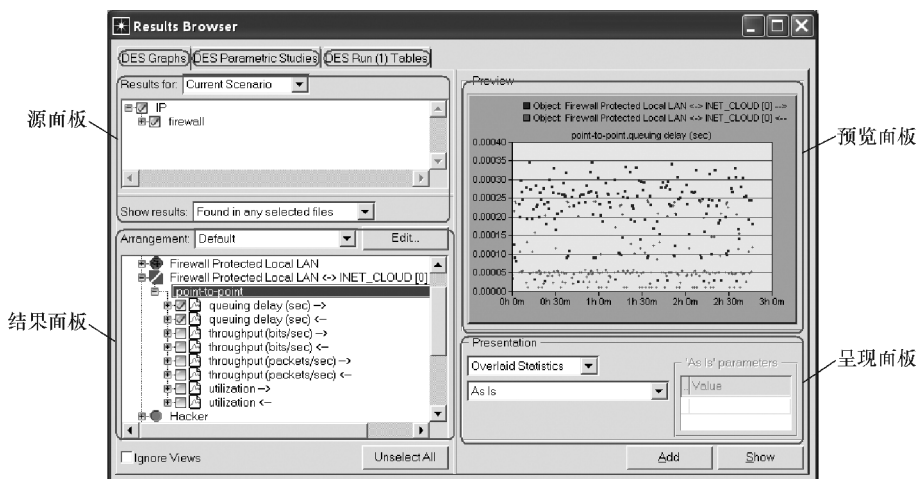 Results Browser
DES Graphs DES Parametric Studies DES Run (1) Tables
Results for: Current Scenario
IP
firewall
源面板
Show results: Found in any selected files
Arrangement: Default Edit...
Firewall Protected Local LAN
Firewall Protected Local LAN <-> INET_CLOUD [0]
point-to-point
queuing delay (sec) -->
queuing delay (sec) <--
throughput (bits/sec) -->
throughput (bits/sec) <--
throughput (packets/sec) -->
throughput (packets/sec) <--
utilization -->
utilization <--
Hacker
结果面板
Ignore Views Unselect All
Preview
Object: Firewall Protected Local LAN <-> INET_CLOUD [0] -->
Object: Firewall Protected Local LAN <-> INET_CLOUD [0] <--
point-to-point.queuing delay (sec)
0.00040
0.00035
0.00030
0.00025
0.00020
0.00015
0.00010
0.00005
0.00000
0h 0m 0h 30m 1h 0m 1h 30m 2h 0m 2h 30m 3h 0m
预览面板
Presentation
Overlaid Statistics
As Is
'As Is' parameters
Value
呈现面板
Add Show